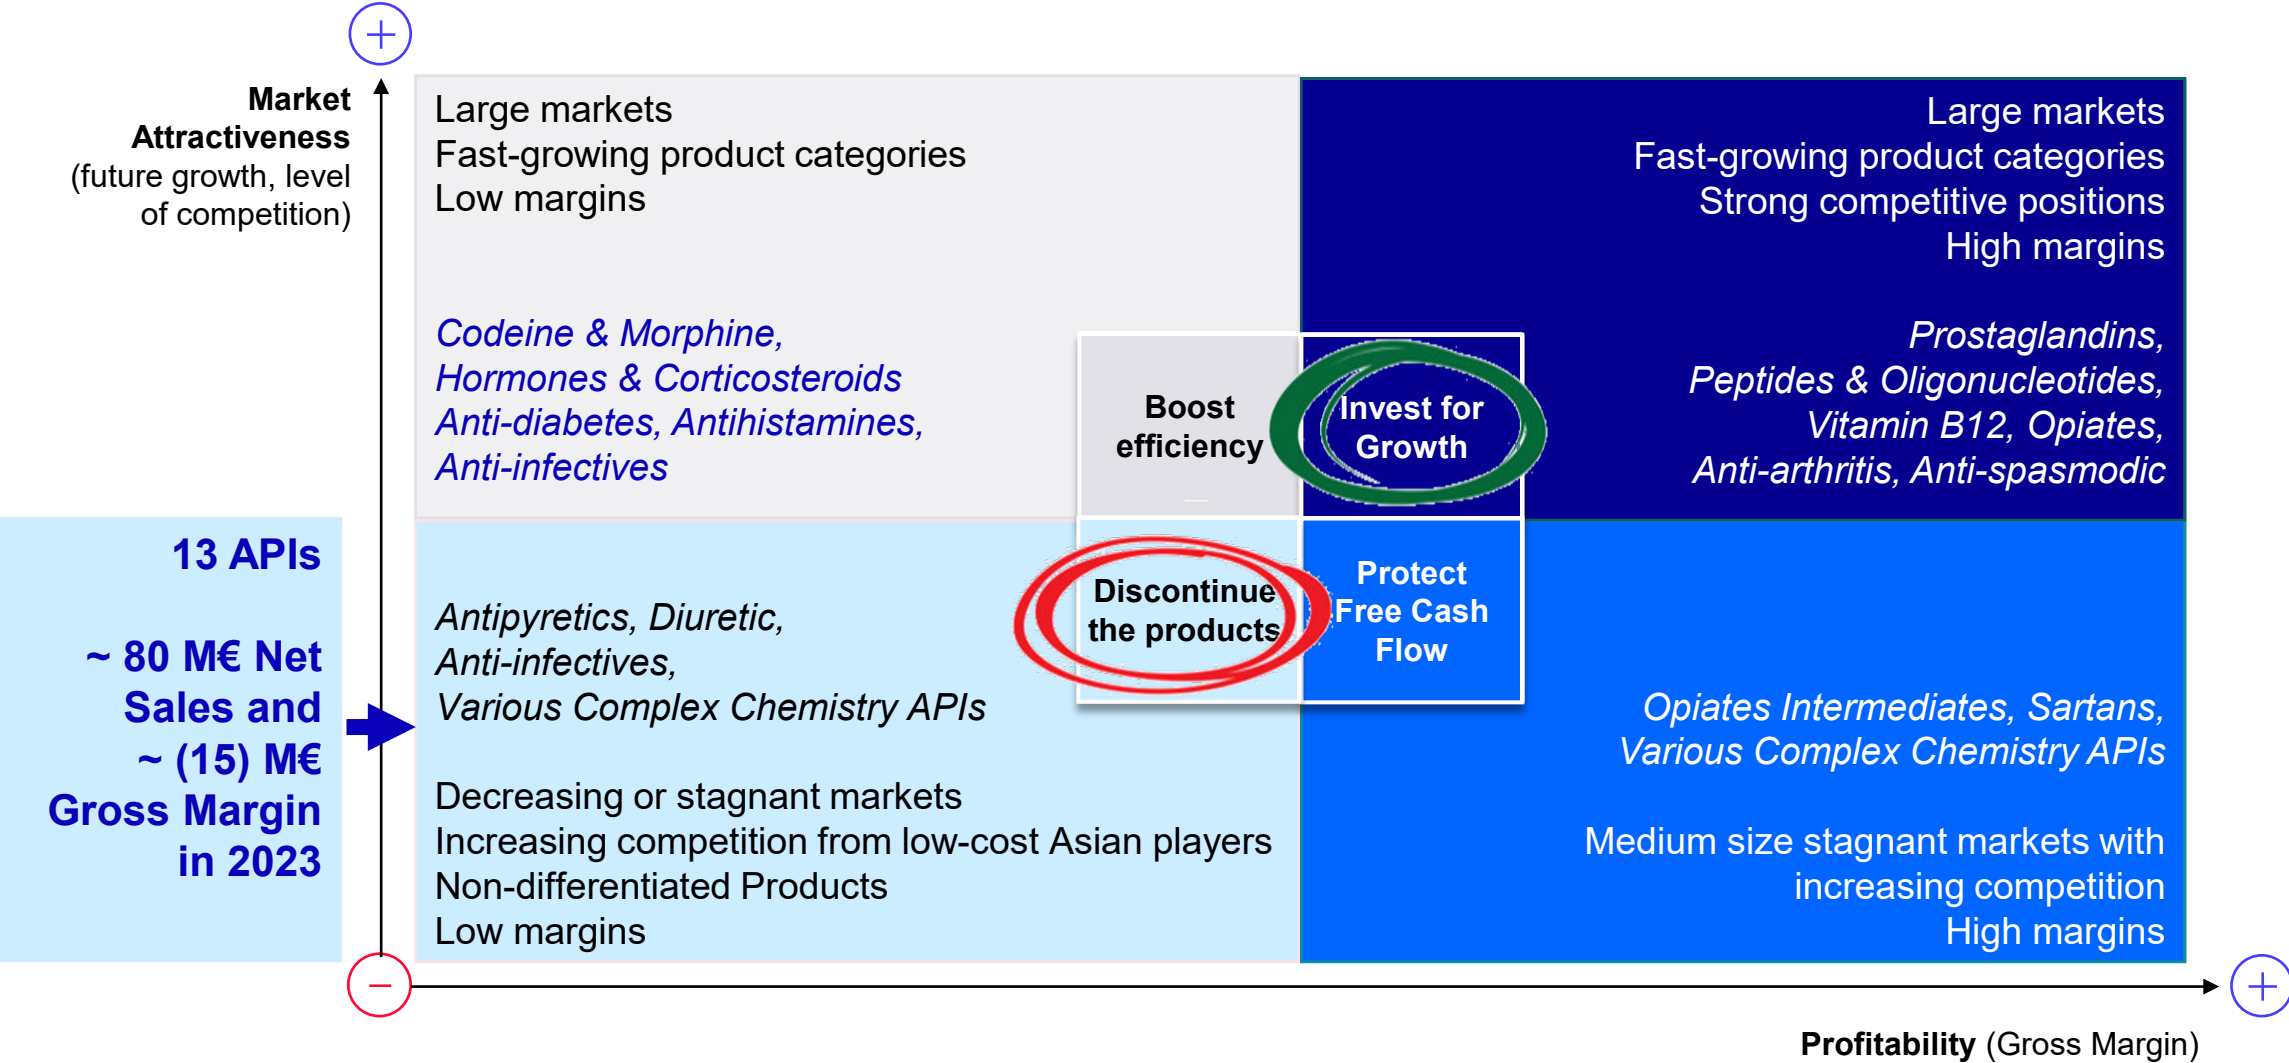 Market
Attractiveness
(future growth, level
of competition)
Large markets
Fast-growing product categories
Low margins
Codeine & Morphine,
Hormones & Corticosteroids
Anti-diabetes, Antihistamines,
Anti-infectives
Large markets
Fast-growing product categories
Strong competitive positions
High margins
Prostaglandins,
Peptides & Oligonucleotides,
Vitamin B12, Opiates,
Anti-arthritis, Anti-spasmodic
Boost
efficiency
Invest for
Growth
Discontinue
the products
Protect
Free Cash
Flow
13 APIs
~ 80 M€ Net
Sales and
~ (15) M€
Gross Margin
in 2023
Antipyretics, Diuretic,
Anti-infectives,
Various Complex Chemistry APIs
Decreasing or stagnant markets
Increasing competition from low-cost Asian players
Non-differentiated Products
Low margins
Opiates Intermediates, Sartans,
Various Complex Chemistry APIs
Medium size stagnant markets with
increasing competition
High margins
Profitability (Gross Margin)